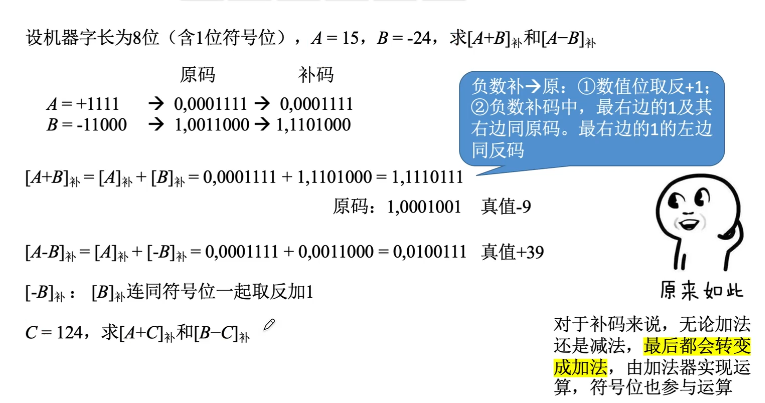 设机器字长为8位（含1位符号位），A = 15，B = -24，求[A+B]补和[A−B]补
原码 补码
A = +1111 → 0,0001111 → 0,0001111
B = -11000 → 1,0011000 → 1,1101000
负数补→原：①数值位取反+1；
②负数补码中，最右边的1及其
右边同原码。最右边的1的左边
同反码
[A+B]补 = [A]补 + [B]补 = 0,0001111 + 1,1101000 = 1,1110111
原码：1,0001001 真值-9
[A-B]补 = [A]补 + [-B]补 = 0,0001111 + 0,0011000 = 0,0100111 真值+39
[-B]补： [B]补连同符号位一起取反加1
C = 124，求[A+C]补和[B−C]补
原来如此
对于补码来说，无论加法
还是减法，最后都会转变
成加法，由加法器实现运
算，符号位也参与运算